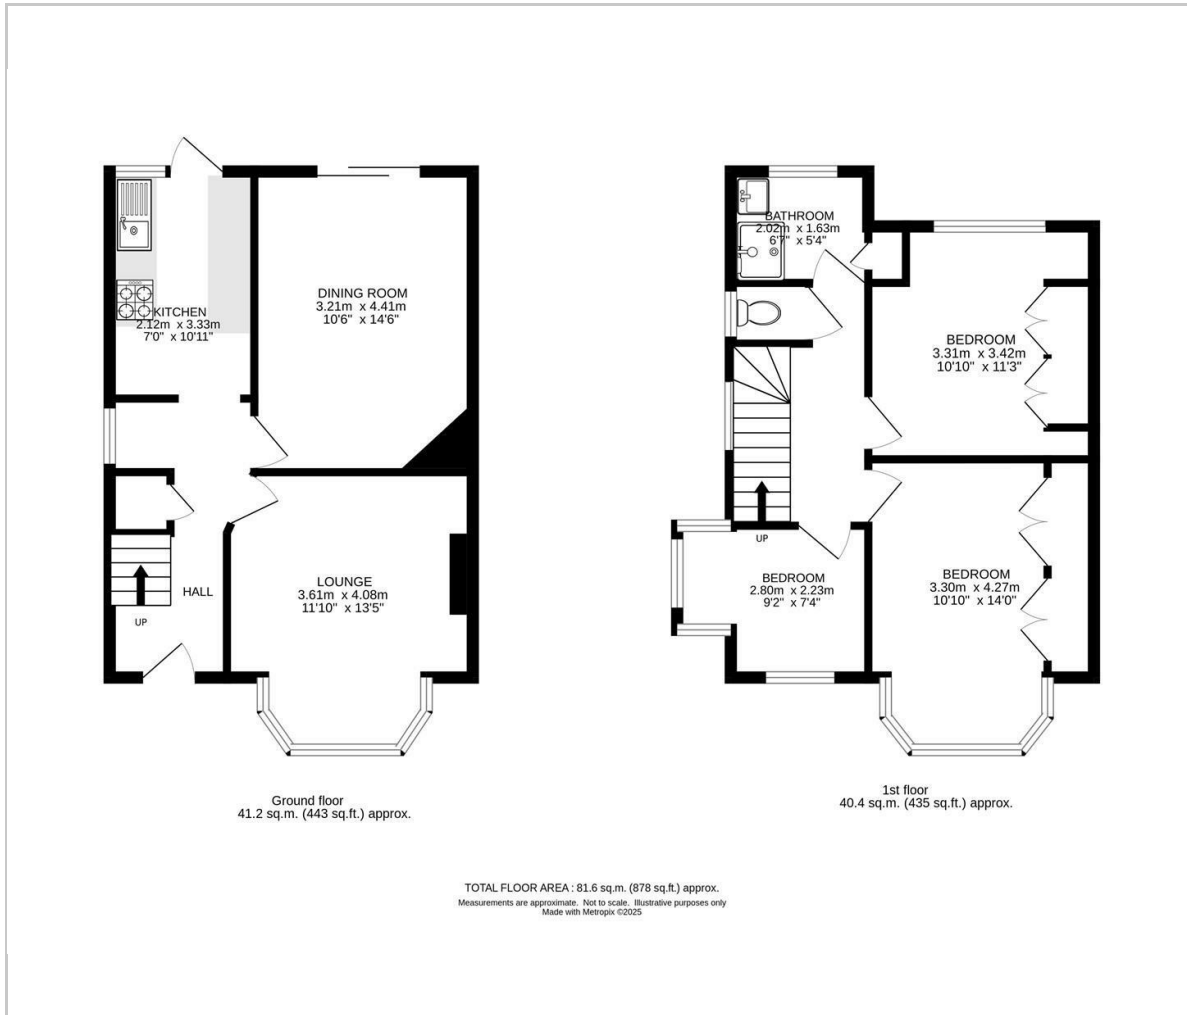 KITCHEN
2.12m x 3.33m
7'0" x 10'11"
DINING ROOM
3.21m x 4.41m
10'6" x 14'6"
LOUNGE
3.61m x 4.08m
11'10" x 13'5"
HALL
UP
Ground floor
41.2 sq.m. (443 sq.ft.) approx.
BATHROOM
2.02m x 1.63m
6'7" x 5'4"
BEDROOM
3.31m x 3.42m
10'10" x 11'3"
UP
BEDROOM
2.80m x 2.23m
9'2" x 7'4"
BEDROOM
3.30m x 4.27m
10'10" x 14'0"
1st floor
40.4 sq.m. (435 sq.ft.) approx.
TOTAL FLOOR AREA : 81.6 sq.m. (878 sq.ft.) approx.
Measurements are approximate. Not to scale. Illustrative purposes only
Made with Metropix ©2025